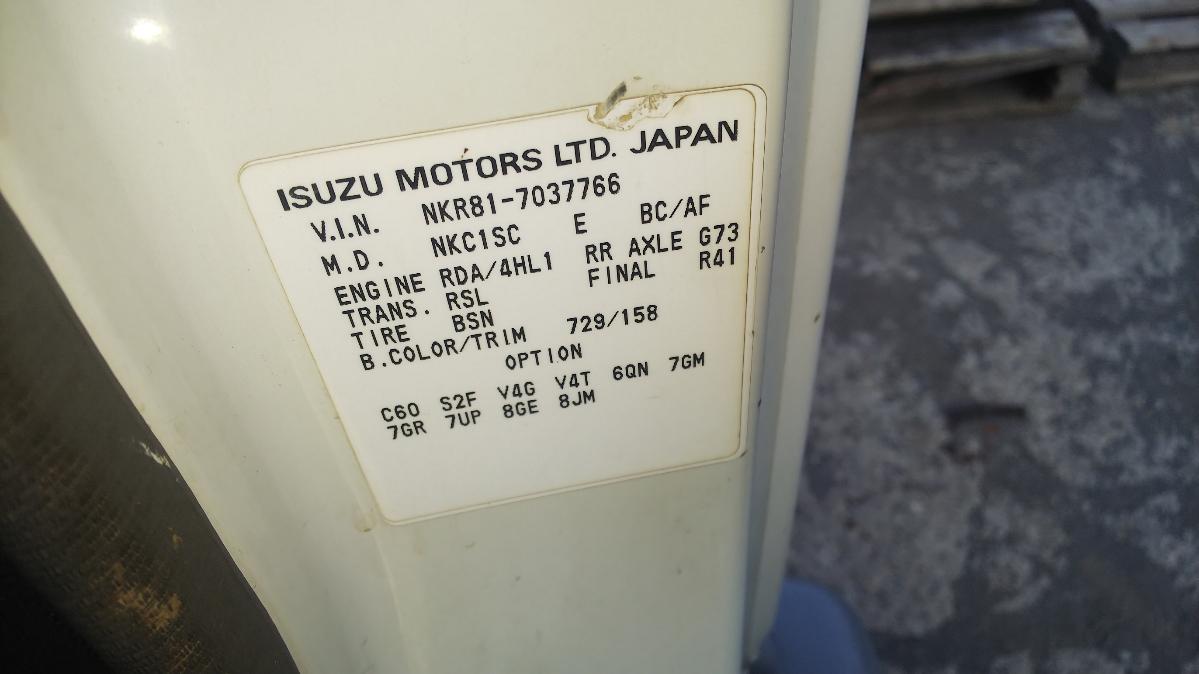 ISUZU MOTORS LTD. JAPAN
V.I.N. NKR81-7037766
M.D. NKC1SC E BC/AF
ENGINE RDA/4HL1 RR AXLE G73
TRANS. RSL FINAL R41
TIRE BSN
B.COLOR/TRIM 729/158
OPTION
C60 S2F V4G V4T 6QN 7GM
7GR 7UP 8GE 8JM